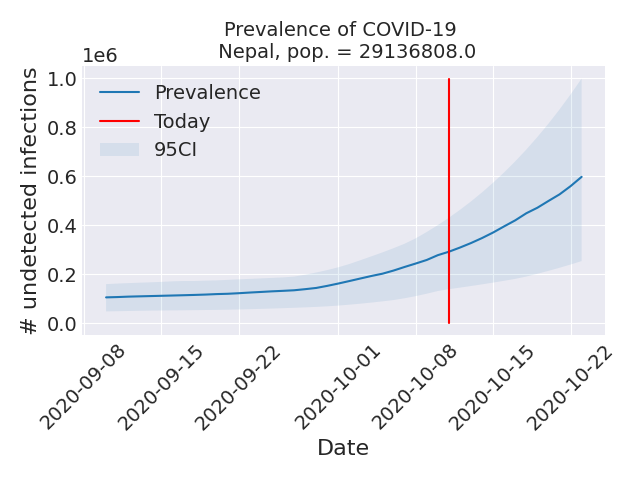 Prevalence of COVID-19
Nepal, pop. = 29136808.0
1e6
# undetected infections
1.0
0.8
0.6
0.4
0.2
0.0
Prevalence
Today
95CI
2020-09-08
2020-09-15
2020-09-22
2020-10-01
2020-10-08
2020-10-15
2020-10-22
Date